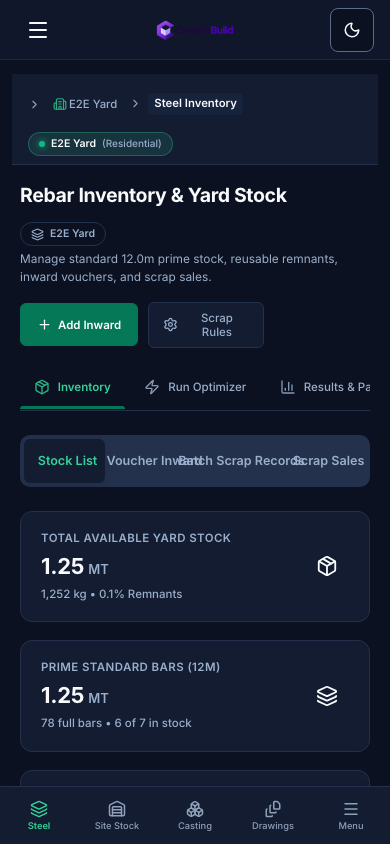 Build
E2E Yard
Steel Inventory
E2E Yard (Residential)
Rebar Inventory & Yard Stock
E2E Yard
Manage standard 12.0m prime stock, reusable remnants,
inward vouchers, and scrap sales.
Add Inward
Scrap
Rules
Inventory
Run Optimizer
Results & Pa
Stock List
Voucher Inward
Batch Scrap Records
Scrap Sales
TOTAL AVAILABLE YARD STOCK
1.25 MT
1,252 kg • 0.1% Remnants
PRIME STANDARD BARS (12M)
1.25 MT
78 full bars • 6 of 7 in stock
Steel
Site Stock
Casting
Drawings
Menu